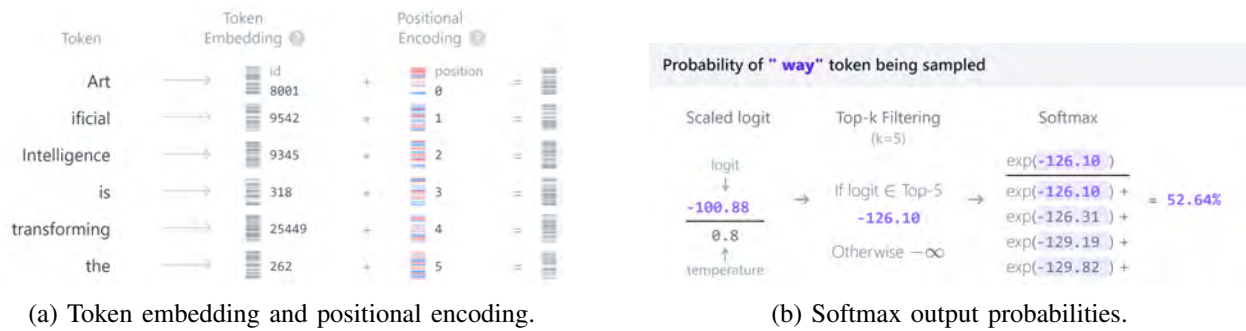 Token
Token
Embedding ?
Positional
Encoding ?
Art → id 8001 + position 0 =
ificial → 9542 + 1 =
Intelligence → 9345 + 2 =
is → 318 + 3 =
transforming → 25449 + 4 =
the → 262 + 5 =
(a) Token embedding and positional encoding.
Probability of " way" token being sampled
Scaled logit
logit
↓
-100.88
0.8
↑
temperature
→
Top-k Filtering
(k=5)
If logit ∈ Top-5
-126.10
Otherwise −∞
→
Softmax
exp(-126.10 )
exp(-126.10 ) +
exp(-126.31 ) +
exp(-129.19 ) +
exp(-129.82 ) +
= 52.64%
(b) Softmax output probabilities.